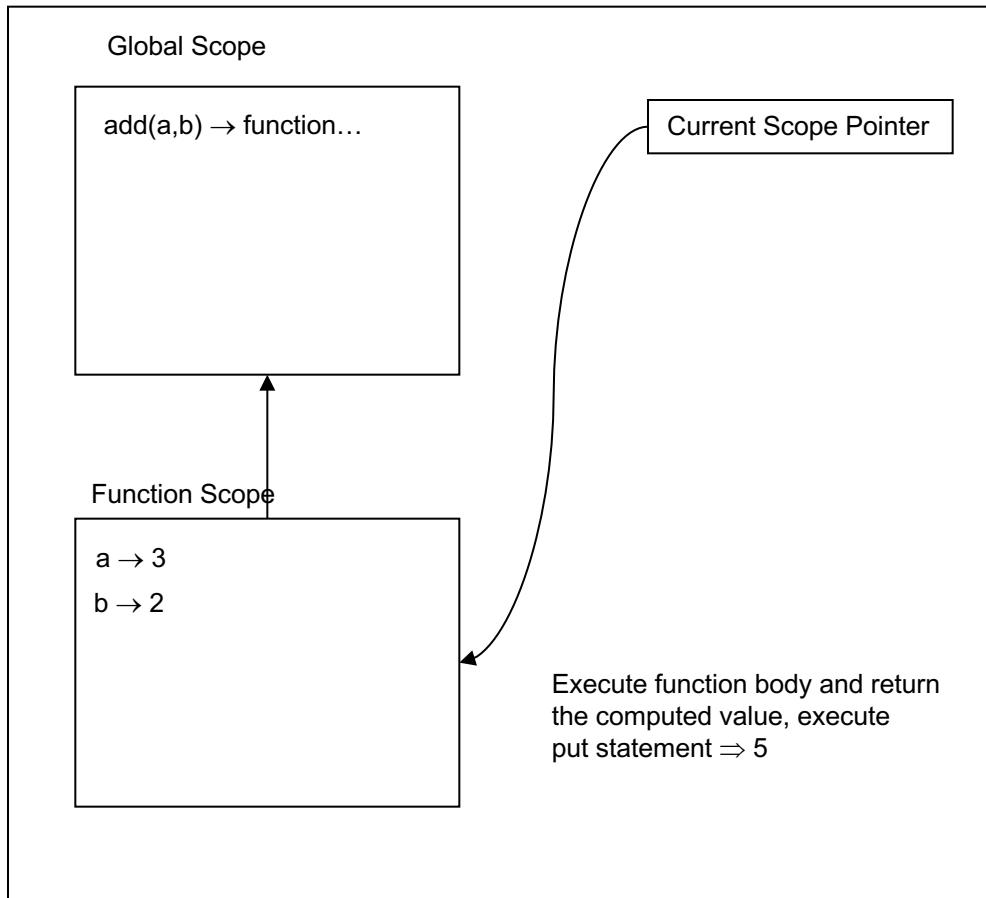 Global Scope
add(a,b) → function…
Current Scope Pointer
Function Scope
a → 3
b → 2
Execute function body and return
the computed value, execute
put statement ⇒ 5